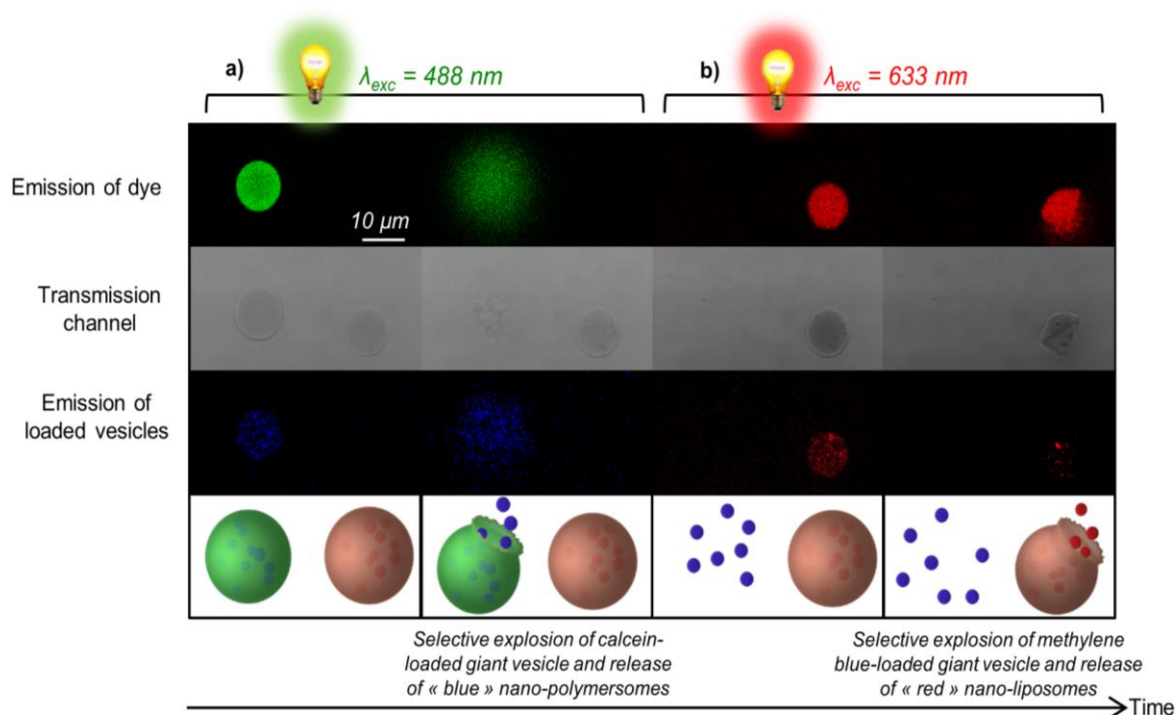 a)
λexc = 488 nm
b)
λexc = 633 nm
Emission of dye
10 µm
Transmission
channel
Emission of
loaded vesicles
Selective explosion of calcein-
loaded giant vesicle and release
of « blue » nano-polymersomes
Selective explosion of methylene
blue-loaded giant vesicle and release
of « red » nano-liposomes
Time